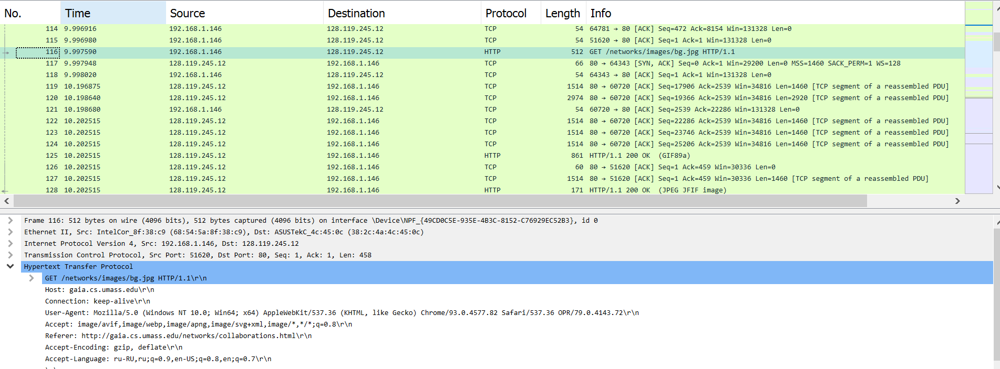 No. Time Source Destination Protocol Length Info
114 9.996916 192.168.1.146 128.119.245.12 TCP 54 64781 → 80 [ACK] Seq=472 Ack=8154 Win=131328 Len=0
115 9.996980 192.168.1.146 128.119.245.12 TCP 54 51620 → 80 [ACK] Seq=1 Ack=1 Win=131328 Len=0
116 9.997590 192.168.1.146 128.119.245.12 HTTP 512 GET /networks/images/bg.jpg HTTP/1.1
117 9.997948 128.119.245.12 192.168.1.146 TCP 66 80 → 64343 [SYN, ACK] Seq=0 Ack=1 Win=29200 Len=0 MSS=1460 SACK_PERM=1 WS=128
118 9.998020 192.168.1.146 128.119.245.12 TCP 54 64343 → 80 [ACK] Seq=1 Ack=1 Win=131328 Len=0
119 10.196875 128.119.245.12 192.168.1.146 TCP 1514 80 → 60720 [ACK] Seq=17906 Ack=2539 Win=34816 Len=1460 [TCP segment of a reassembled PDU]
120 10.198640 128.119.245.12 192.168.1.146 TCP 2974 80 → 60720 [ACK] Seq=19366 Ack=2539 Win=34816 Len=2920 [TCP segment of a reassembled PDU]
121 10.198680 192.168.1.146 128.119.245.12 TCP 54 60720 → 80 [ACK] Seq=2539 Ack=22286 Win=131328 Len=0
122 10.202515 128.119.245.12 192.168.1.146 TCP 1514 80 → 60720 [ACK] Seq=22286 Ack=2539 Win=34816 Len=1460 [TCP segment of a reassembled PDU]
123 10.202515 128.119.245.12 192.168.1.146 TCP 1514 80 → 60720 [ACK] Seq=23746 Ack=2539 Win=34816 Len=1460 [TCP segment of a reassembled PDU]
124 10.202515 128.119.245.12 192.168.1.146 TCP 1514 80 → 60720 [ACK] Seq=25206 Ack=2539 Win=34816 Len=1460 [TCP segment of a reassembled PDU]
125 10.202515 128.119.245.12 192.168.1.146 HTTP 861 HTTP/1.1 200 OK (GIF89a)
126 10.202515 128.119.245.12 192.168.1.146 TCP 60 80 → 51620 [ACK] Seq=1 Ack=459 Win=30336 Len=0
127 10.202515 128.119.245.12 192.168.1.146 TCP 1514 80 → 51620 [ACK] Seq=1 Ack=459 Win=30336 Len=1460 [TCP segment of a reassembled PDU]
128 10.202515 128.119.245.12 192.168.1.146 HTTP 171 HTTP/1.1 200 OK (JPEG JFIF image)
Frame 116: 512 bytes on wire (4096 bits), 512 bytes captured (4096 bits) on interface \Device\NPF_{49CD0C5E-935E-4B3C-8152-C76929EC52B3}, id 0
Ethernet II, Src: IntelCor_8f:38:c9 (68:54:5a:8f:38:c9), Dst: ASUSTekC_4c:45:0c (38:2c:4a:4c:45:0c)
Internet Protocol Version 4, Src: 192.168.1.146, Dst: 128.119.245.12
Transmission Control Protocol, Src Port: 51620, Dst Port: 80, Seq: 1, Ack: 1, Len: 458
Hypertext Transfer Protocol
GET /networks/images/bg.jpg HTTP/1.1\r\n
Host: gaia.cs.umass.edu\r\n
Connection: keep-alive\r\n
User-Agent: Mozilla/5.0 (Windows NT 10.0; Win64; x64) AppleWebKit/537.36 (KHTML, like Gecko) Chrome/93.0.4577.82 Safari/537.36 OPR/79.0.4143.72\r\n
Accept: image/avif,image/webp,image/apng,image/svg+xml,image/*,*/*;q=0.8\r\n
Referer: http://gaia.cs.umass.edu/networks/collaborations.html\r\n
Accept-Encoding: gzip, deflate\r\n
Accept-Language: ru-RU,ru;q=0.9,en-US;q=0.8,en;q=0.7\r\n